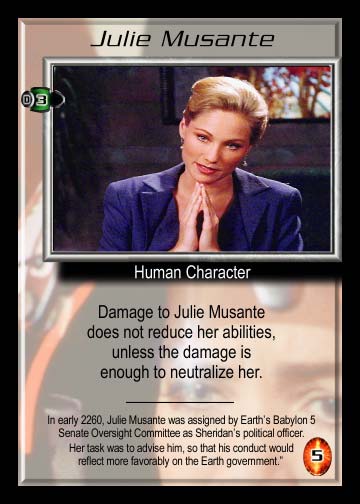 Julie Musante
0 3
Human Character
Damage to Julie Musante
does not reduce her abilities,
unless the damage is
enough to neutralize her.
In early 2260, Julie Musante was assigned by Earth's Babylon 5
Senate Oversight Committee as Sheridan's political officer.
Her task was to advise him, so that his conduct would
reflect more favorably on the Earth government."
5